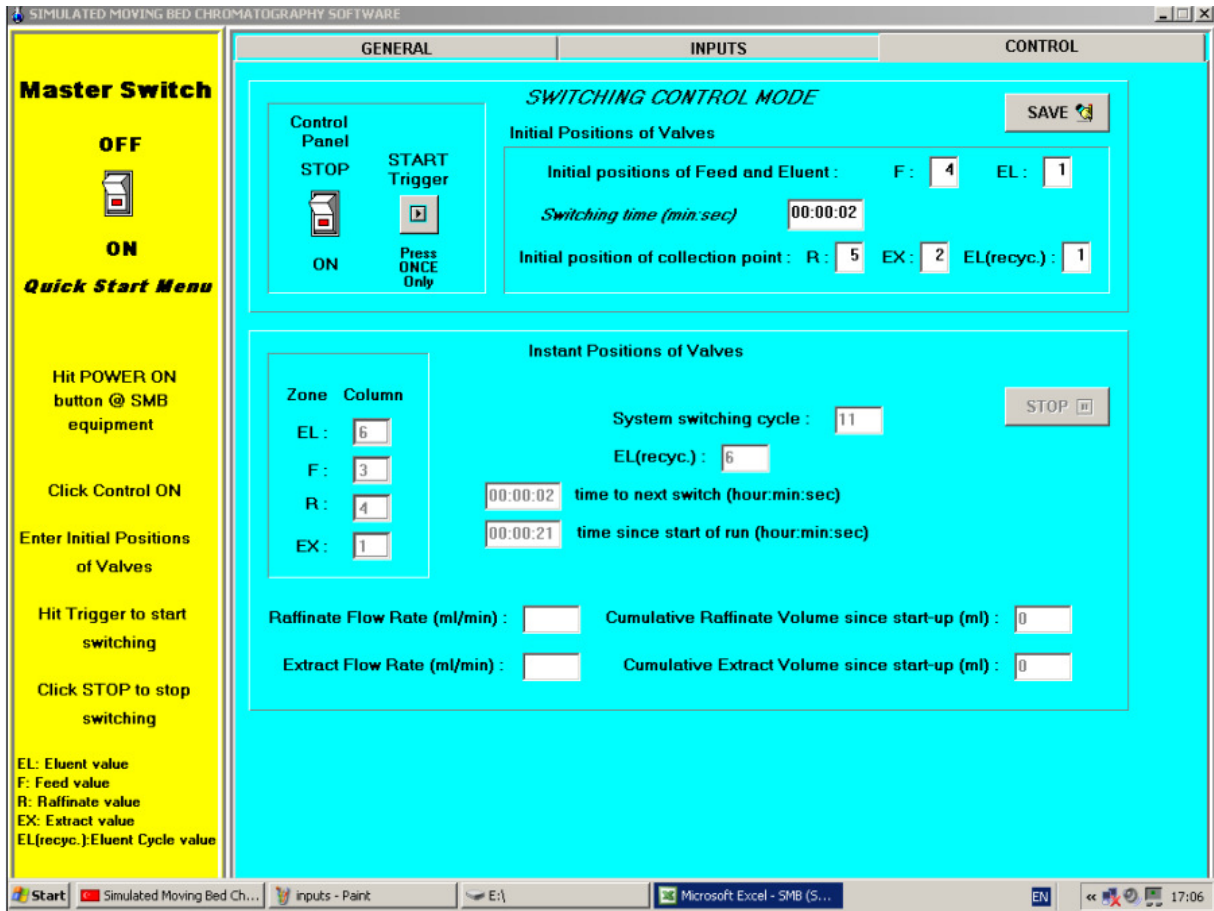 SIMULATED MOVING BED CHROMATOGRAPHY SOFTWARE
GENERAL INPUTS CONTROL
Master Switch
OFF
ON
Quick Start Menu
Hit POWER ON
button @ SMB
equipment
Click Control ON
Enter Initial Positions
of Valves
Hit Trigger to start
switching
Click STOP to stop
switching
EL: Eluent value
F: Feed value
R: Raffinate value
EX: Extract value
EL(recyc.):Eluent Cycle value
SWITCHING CONTROL MODE
SAVE
Control
Panel
STOP
ON
START
Trigger
Press
ONCE
Only
Initial Positions of Valves
Initial positions of Feed and Eluent : F : 4 EL : 1
Switching time (min:sec) 00:00:02
Initial position of collection point : R : 5 EX : 2 EL(recyc.) : 1
Instant Positions of Valves
Zone Column
EL : 6
F : 3
R : 4
EX : 1
System switching cycle : 11
STOP
EL(recyc.) : 6
00:00:02 time to next switch (hour:min:sec)
00:00:21 time since start of run (hour:min:sec)
Raffinate Flow Rate (ml/min) : Cumulative Raffinate Volume since start-up (ml) : 0
Extract Flow Rate (ml/min) : Cumulative Extract Volume since start-up (ml) : 0
Start Simulated Moving Bed Ch... inputs - Paint E:\ Microsoft Excel - SMB (S... EN « 17:06